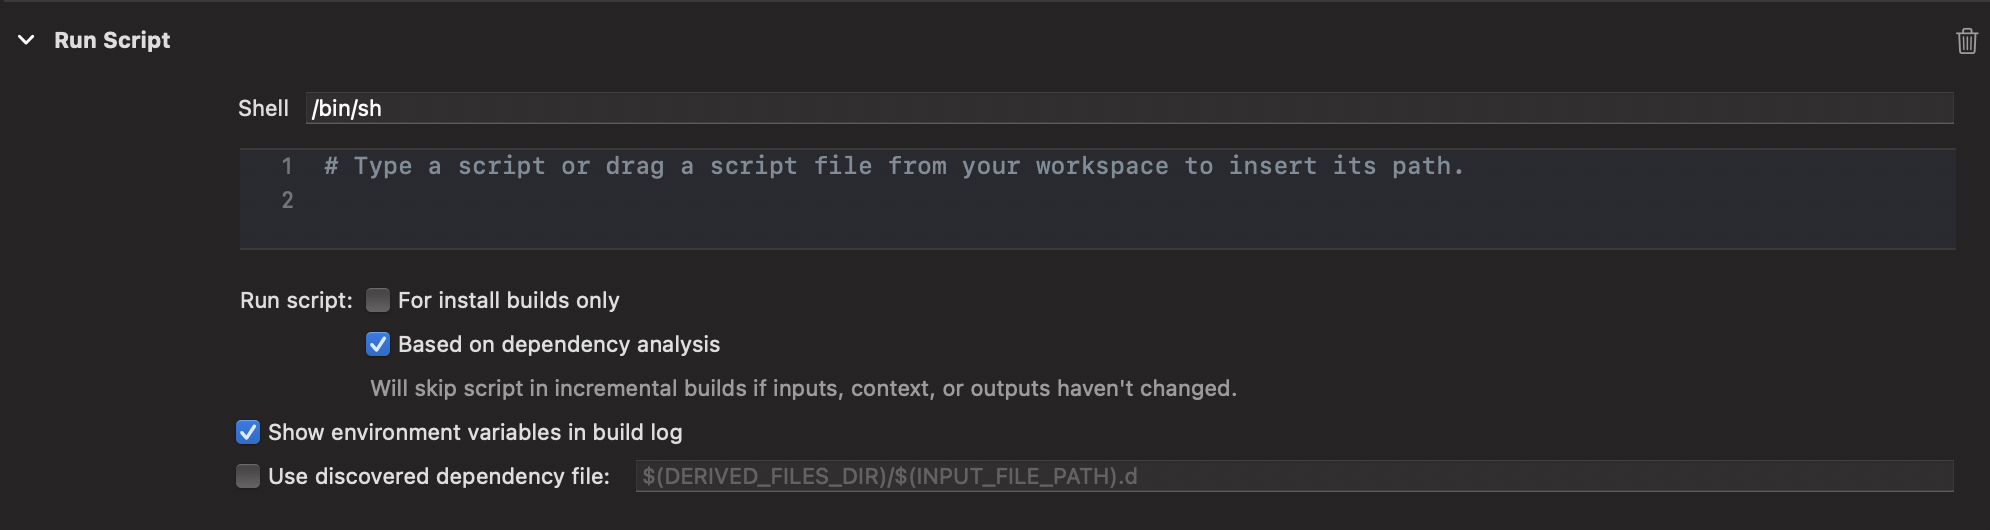 Run Script
Shell /bin/sh
1 # Type a script or drag a script file from your workspace to insert its path.
2
Run script: For install builds only
Based on dependency analysis
Will skip script in incremental builds if inputs, context, or outputs haven't changed.
Show environment variables in build log
Use discovered dependency file: $(DERIVED_FILES_DIR)/$(INPUT_FILE_PATH).d